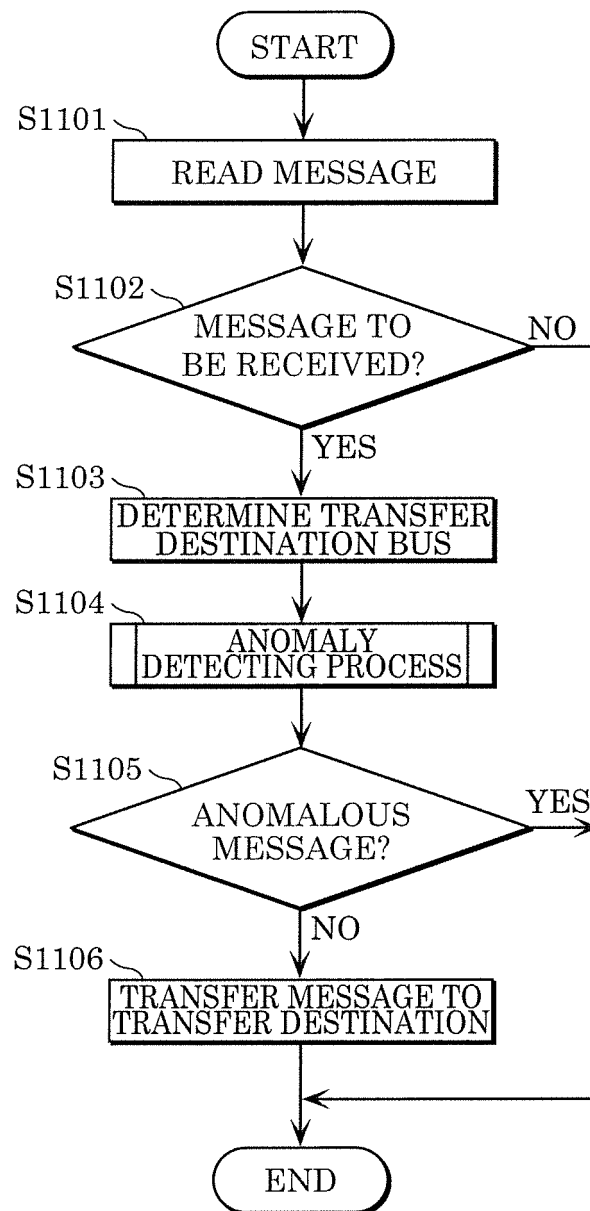 START
S1101
READ MESSAGE
S1102
MESSAGE TO
BE RECEIVED?
NO
YES
S1103
DETERMINE TRANSFER
DESTINATION BUS
S1104
ANOMALY
DETECTING PROCESS
S1105
ANOMALOUS
MESSAGE?
YES
NO
S1106
TRANSFER MESSAGE TO
TRANSFER DESTINATION
END